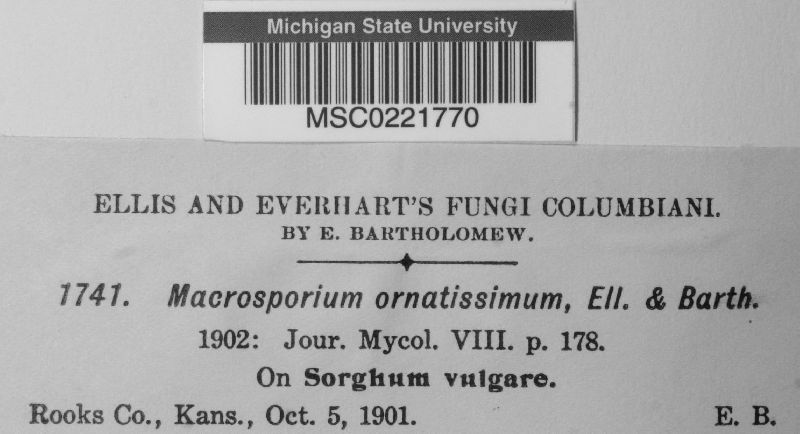 Michigan State University
MSC0221770
ELLIS AND EVERHART'S FUNGI COLUMBIANI.
BY E. BARTHOLOMEW.
1741. Macrosporium ornatissimum, Ell. & Barth.
1902: Jour. Mycol. VIII. p. 178.
On Sorghum vulgare.
Rooks Co., Kans., Oct. 5, 1901. E. B.